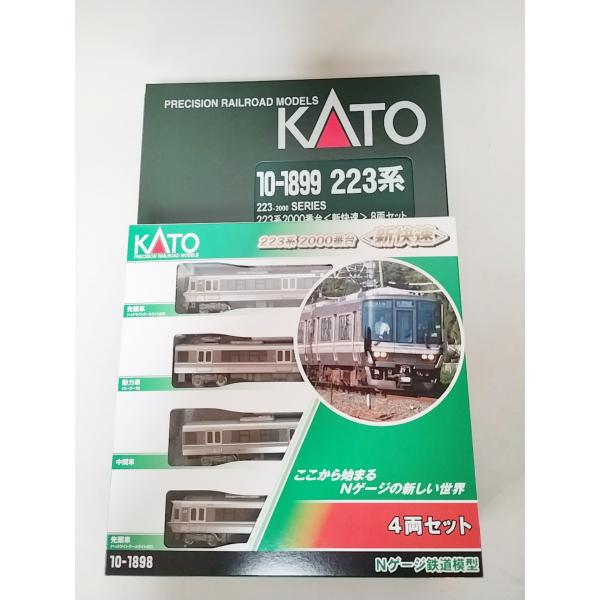 PRECISION RAILROAD MODELS
KATO
10-1899 223系
223-2000 SERIES
223系2000番台<新快速> 8両セット
KATO
PRECISION RAILROAD MODELS
223系2000番台
<新快速>
先頭車
動力車
中間車
先頭車
ここから始まる
Nゲージの新しい世界
4両セット
10-1898
Nゲージ鉄道模型